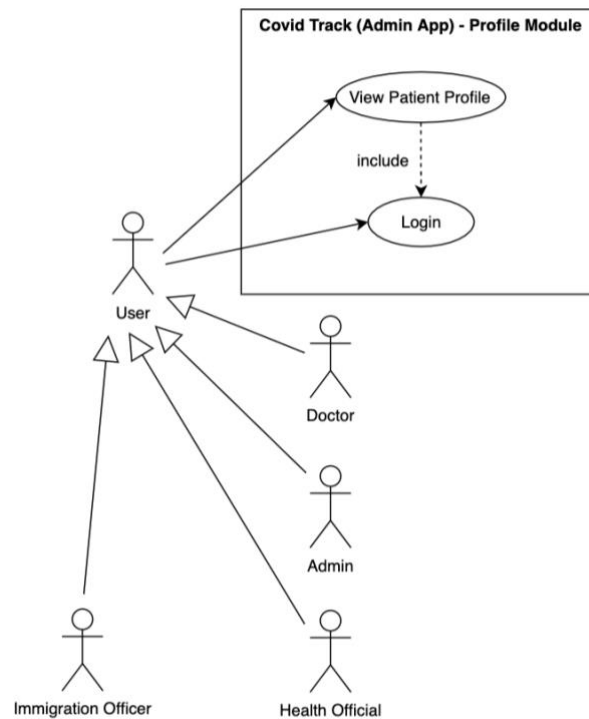 Covid Track (Admin App) - Profile Module
View Patient Profile
include
Login
User
Doctor
Admin
Immigration Officer
Health Official